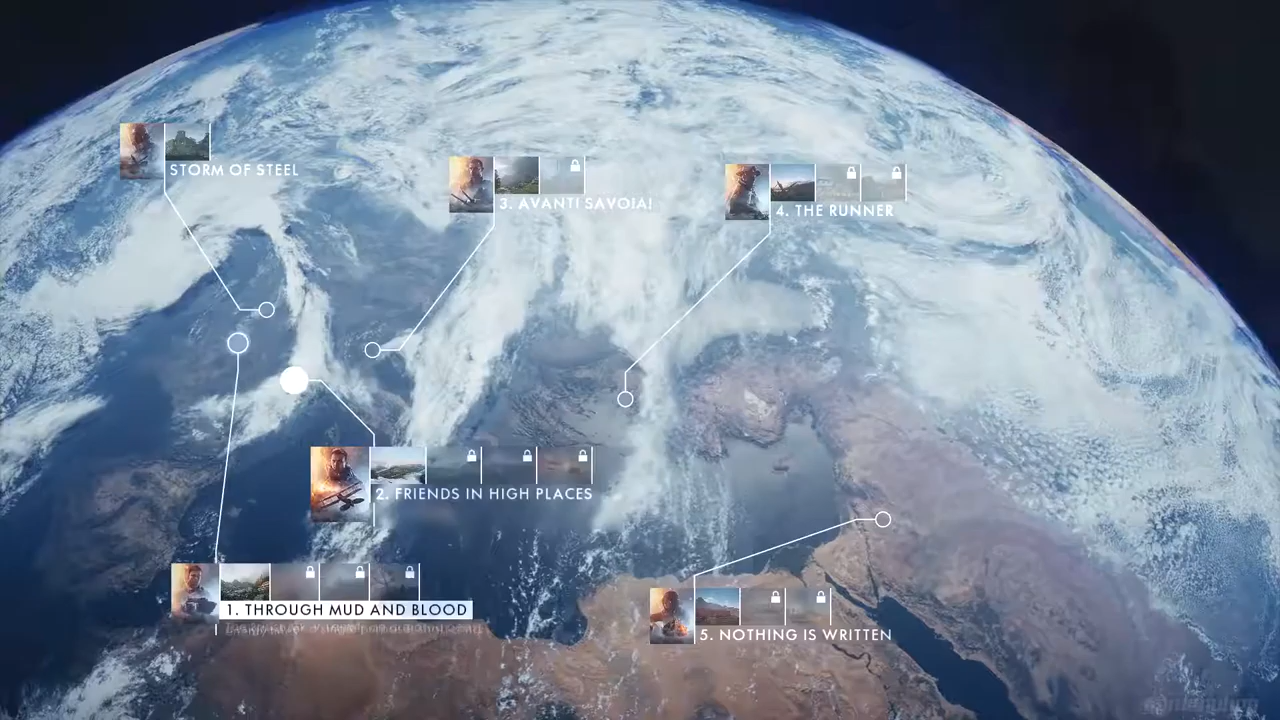 STORM OF STEEL
3. AVANTI SAVOIA!
4. THE RUNNER
2. FRIENDS IN HIGH PLACES
1. THROUGH MUD AND BLOOD
5. NOTHING IS WRITTEN